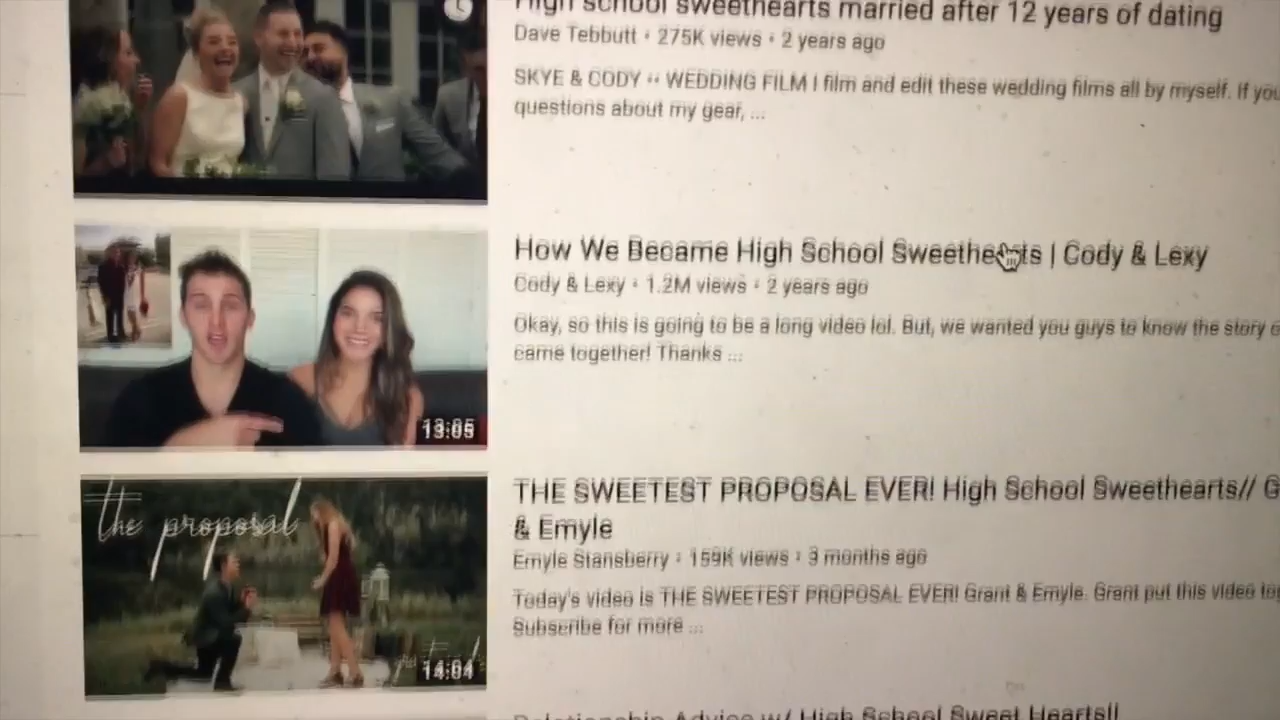 High school sweethearts married after 12 years of dating
Dave Tebbutt • 275K views • 2 years ago
SKYE & CODY •• WEDDING FILM I film and edit these wedding films all by myself. If you
questions about my gear, ...
How We Became High School Sweethearts | Cody & Lexy
Cody & Lexy • 1.2M views • 2 years ago
Okay, so this is going to be a long video lol. But, we wanted you guys to know the story
came together! Thanks ...
13:05
the proposal
THE SWEETEST PROPOSAL EVER! High School Sweethearts// G
& Emyle
Emyle Stansberry • 159K views • 3 months ago
Today's video is THE SWEETEST PROPOSAL EVER! Grant & Emyle. Grant put this video
Subscribe for more ...
14:04
Relationship Advice w/ High School Sweet Hearts!!